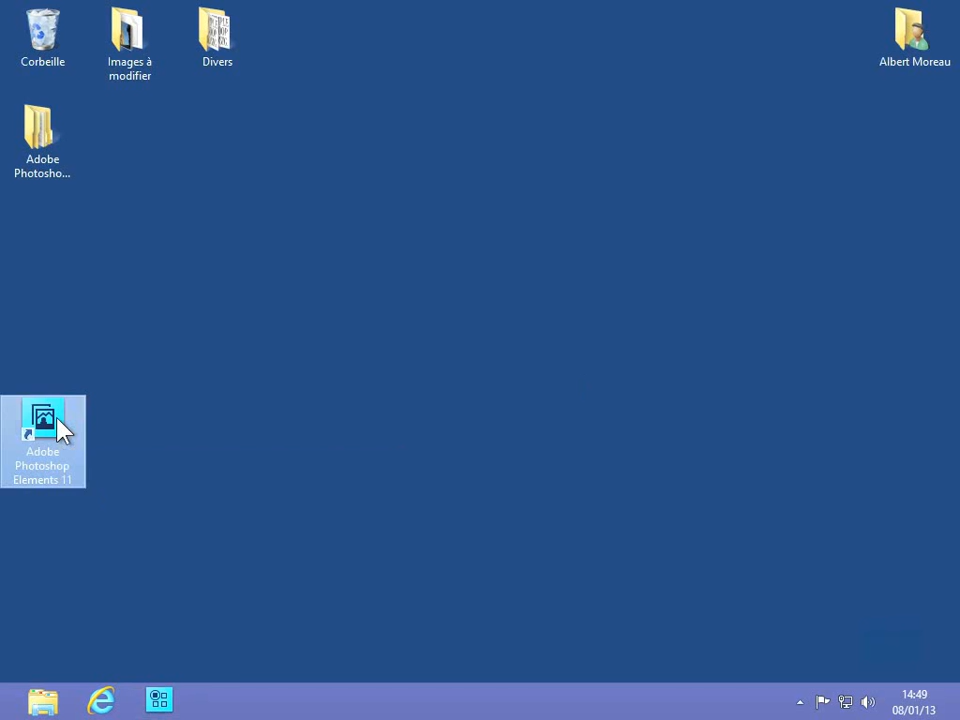 Corbeille
Images à
modifier
Divers
Albert Moreau
Adobe
Photosho...
Adobe
Photoshop
Elements 11
14:49
08/01/13